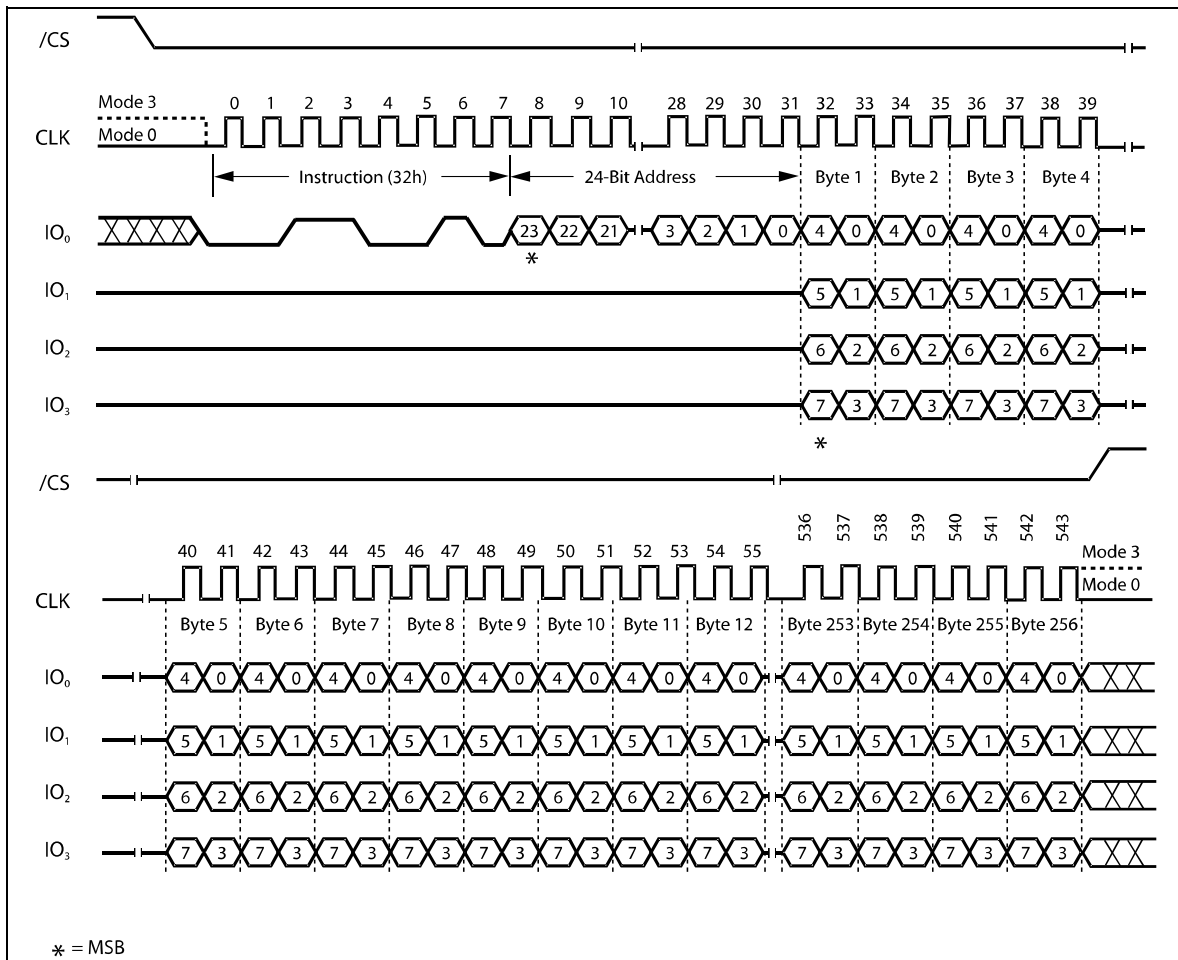 /CS
Mode 3
0 1 2 3 4 5 6 7 8 9 10 28 29 30 31 32 33 34 35 36 37 38 39
Mode 0
CLK
Instruction (32h) 24-Bit Address Byte 1 Byte 2 Byte 3 Byte 4
IO₀ 23 22 21 3 2 1 0 4 0 4 0 4 0 4 0
*
IO₁ 5 1 5 1 5 1 5 1
IO₂ 6 2 6 2 6 2 6 2
IO₃ 7 3 7 3 7 3 7 3
*
/CS
40 41 42 43 44 45 46 47 48 49 50 51 52 53 54 55 536 537 538 539 540 541 542 543
Mode 3
Mode 0
CLK
Byte 5 Byte 6 Byte 7 Byte 8 Byte 9 Byte 10 Byte 11 Byte 12 Byte 253 Byte 254 Byte 255 Byte 256
IO₀ 4 0 4 0 4 0 4 0 4 0 4 0 4 0 4 0 4 0 4 0 4 0 4 0
IO₁ 5 1 5 1 5 1 5 1 5 1 5 1 5 1 5 1 5 1 5 1 5 1 5 1
IO₂ 6 2 6 2 6 2 6 2 6 2 6 2 6 2 6 2 6 2 6 2 6 2 6 2
IO₃ 7 3 7 3 7 3 7 3 7 3 7 3 7 3 7 3 7 3 7 3 7 3 7 3
* = MSB